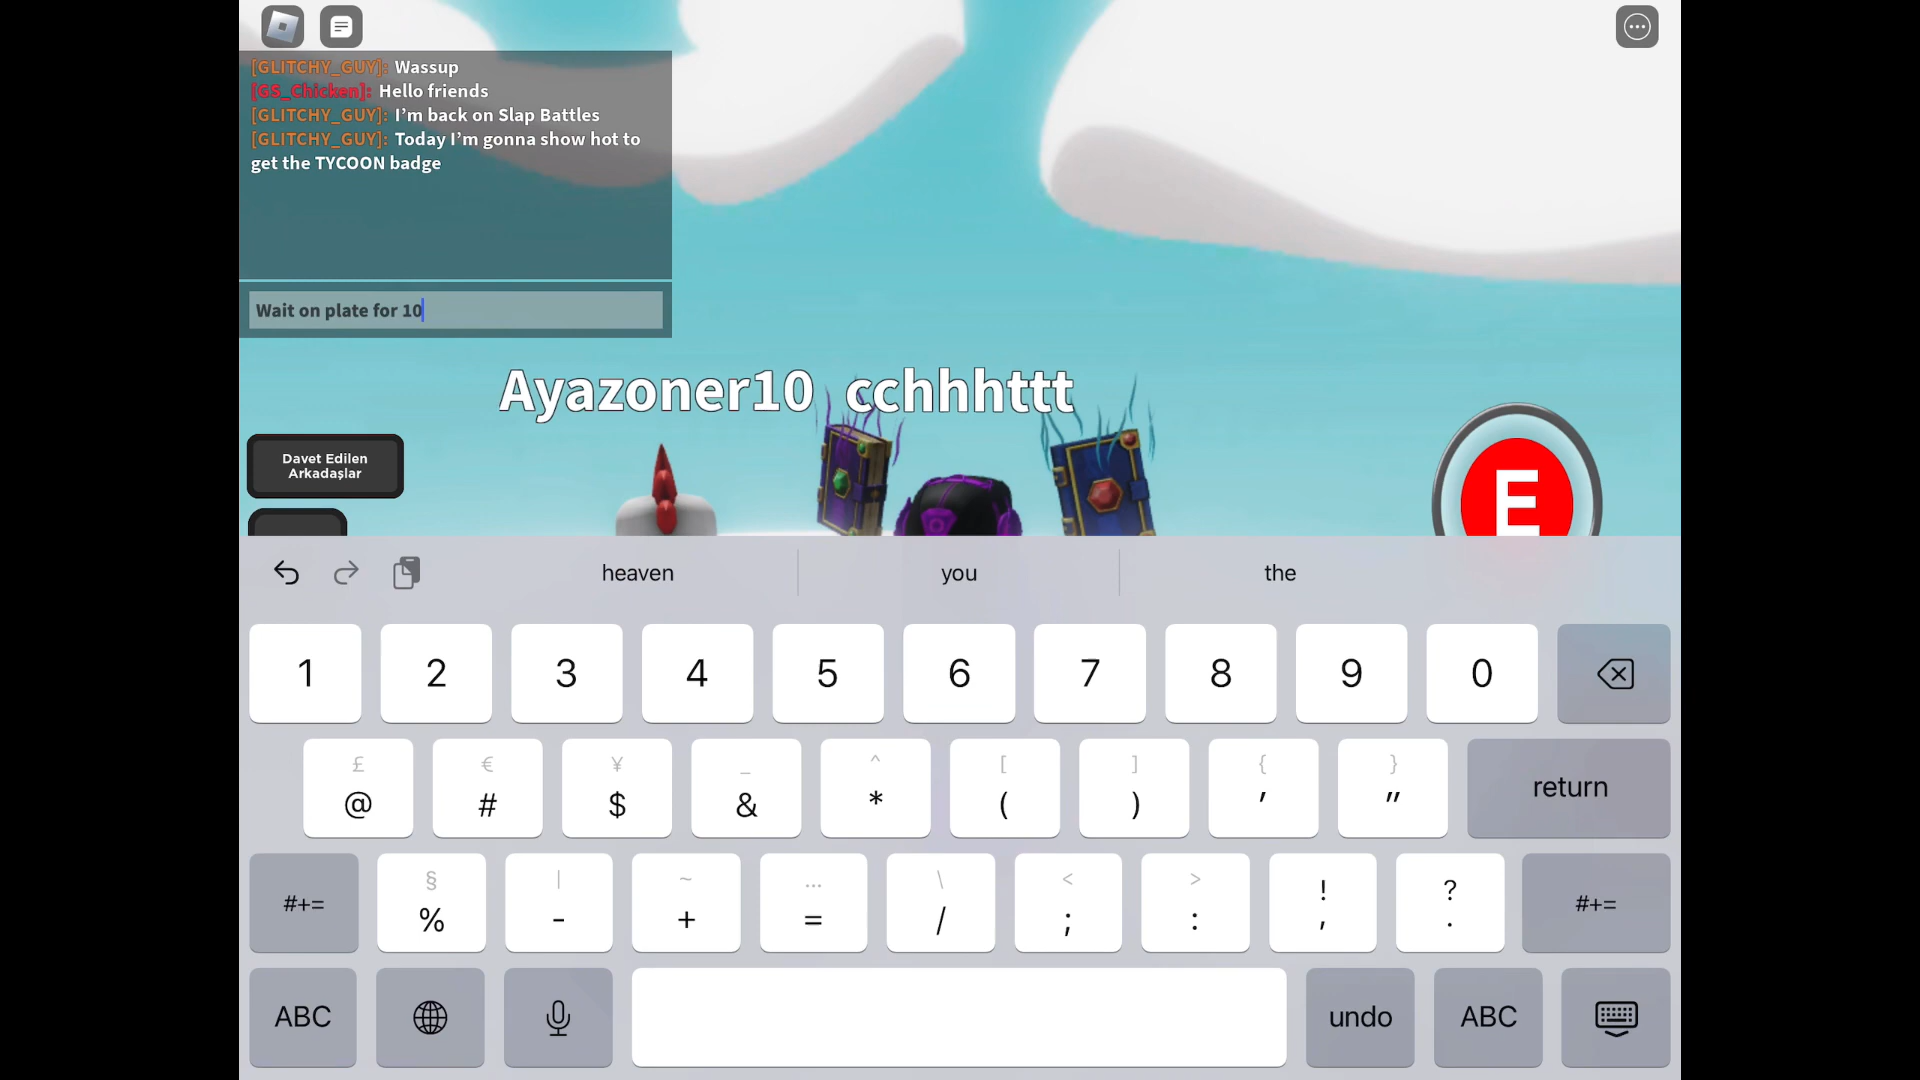 [GLITCHY_GUY]: Wassup
[GS_Chicken]: Hello friends
[GLITCHY_GUY]: I’m back on Slap Battles
[GLITCHY_GUY]: Today I’m gonna show hot to
get the TYCOON badge
Wait on plate for 10
Ayazoner10 cchhhttt
Davet Edilen
Arkadaşlar
E
heaven you the
1 2 3 4 5 6 7 8 9 0
£ € ¥ _ ^ [ ] { }
@ # $ & * ( ) ' "
return
§ | ~ … \ < > ! ?
#+= % - + = / ; : , . #+=
ABC undo ABC